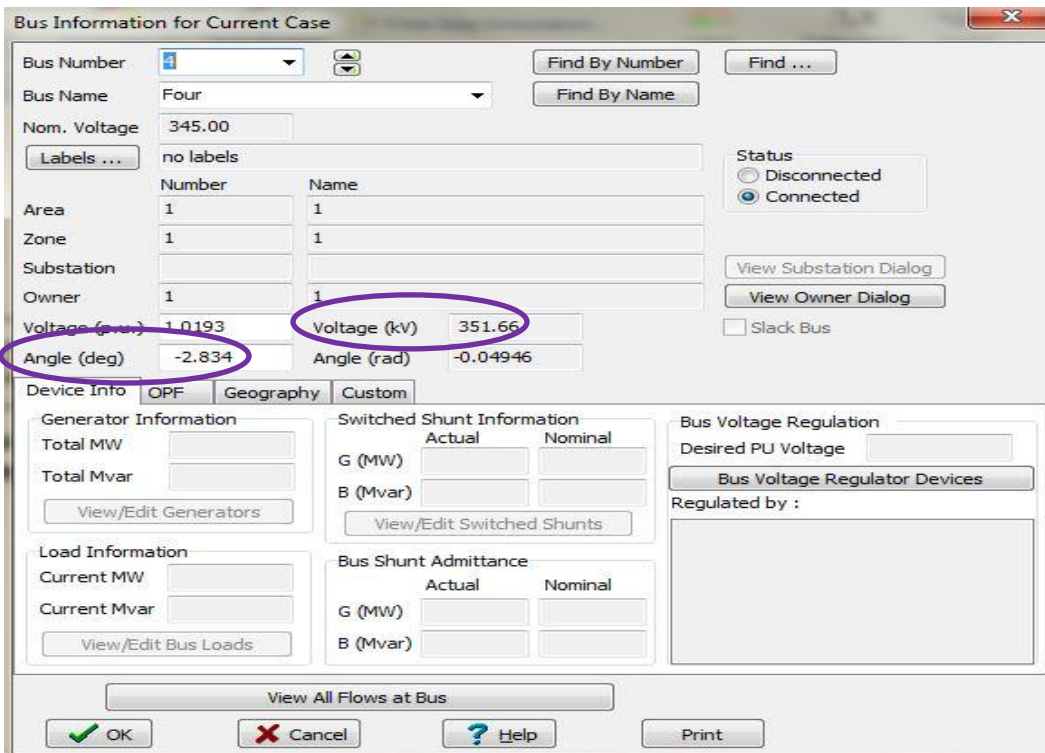 Bus Information for Current Case
Bus Number 4 Find By Number Find ...
Bus Name Four Find By Name
Nom. Voltage 345.00
Labels ... no labels
Status
Disconnected
Connected
Number Name
Area 1 1
Zone 1 1
Substation View Substation Dialog
Owner 1 1 View Owner Dialog
Voltage (p.u.) 1.0193 Voltage (kV) 351.66 Slack Bus
Angle (deg) -2.834 Angle (rad) -0.04946
Device Info OPF Geography Custom
Generator Information
Total MW
Total Mvar
View/Edit Generators
Load Information
Current MW
Current Mvar
View/Edit Bus Loads
Switched Shunt Information
Actual Nominal
G (MW)
B (Mvar)
View/Edit Switched Shunts
Bus Shunt Admittance
Actual Nominal
G (MW)
B (Mvar)
Bus Voltage Regulation
Desired PU Voltage
Bus Voltage Regulator Devices
Regulated by :
View All Flows at Bus
OK Cancel Help Print